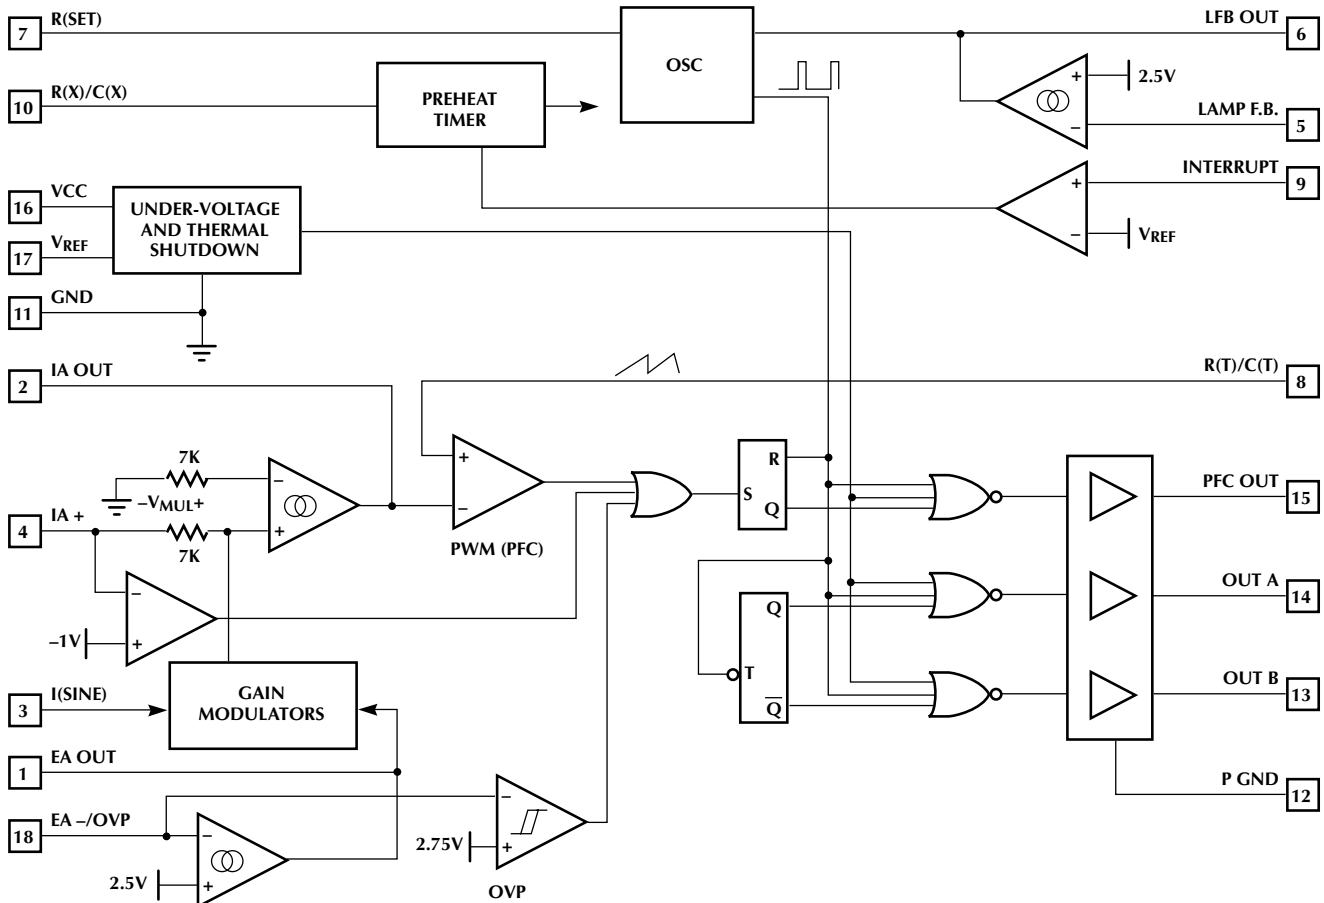 7 R(SET)
OSC
LFB OUT 6
10 R(X)/C(X)
PREHEAT
TIMER
+ 2.5V
LAMP F.B. 5
–
INTERRUPT 9
+
– VREF
16 VCC
17 VREF
UNDER-VOLTAGE
AND THERMAL
SHUTDOWN
11 GND
2 IA OUT
R(T)/C(T) 8
7K
–VMUL+
–
+
4 IA +
7K
+
–
PWM (PFC)
R
S
Q
PFC OUT 15
–
+
–1V
Q
T
Q
OUT A 14
OUT B 13
3 I(SINE)
GAIN
MODULATORS
1 EA OUT
P GND 12
18 EA –/OVP
–
+
2.5V
–
+
2.75V
OVP